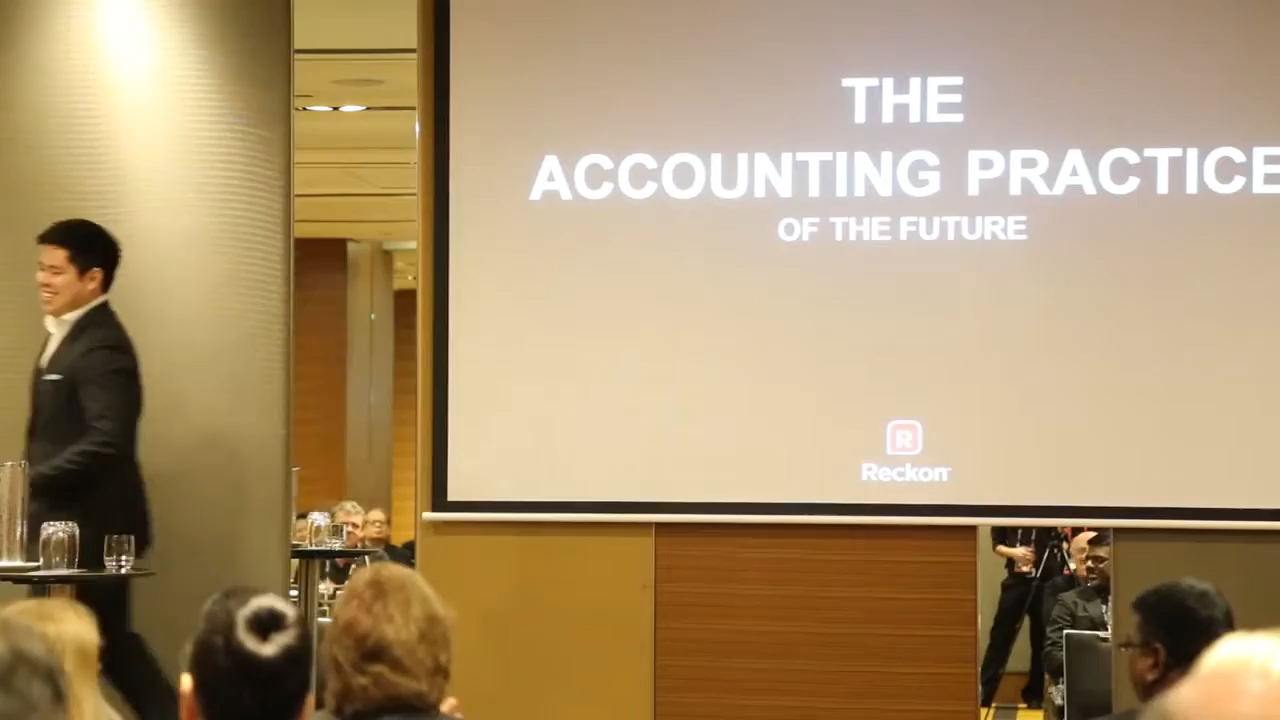 THE
ACCOUNTING PRACTICE
OF THE FUTURE
R
Reckon